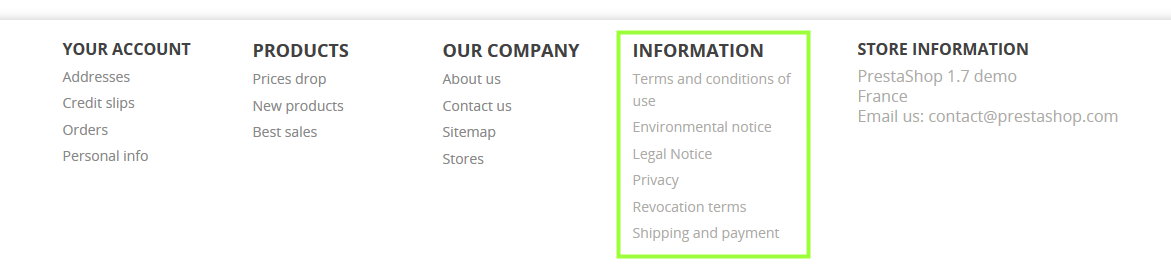 YOUR ACCOUNT
Addresses
Credit slips
Orders
Personal info
PRODUCTS
Prices drop
New products
Best sales
OUR COMPANY
About us
Contact us
Sitemap
Stores
INFORMATION
Terms and conditions of
use
Environmental notice
Legal Notice
Privacy
Revocation terms
Shipping and payment
STORE INFORMATION
PrestaShop 1.7 demo
France
Email us: contact@prestashop.com